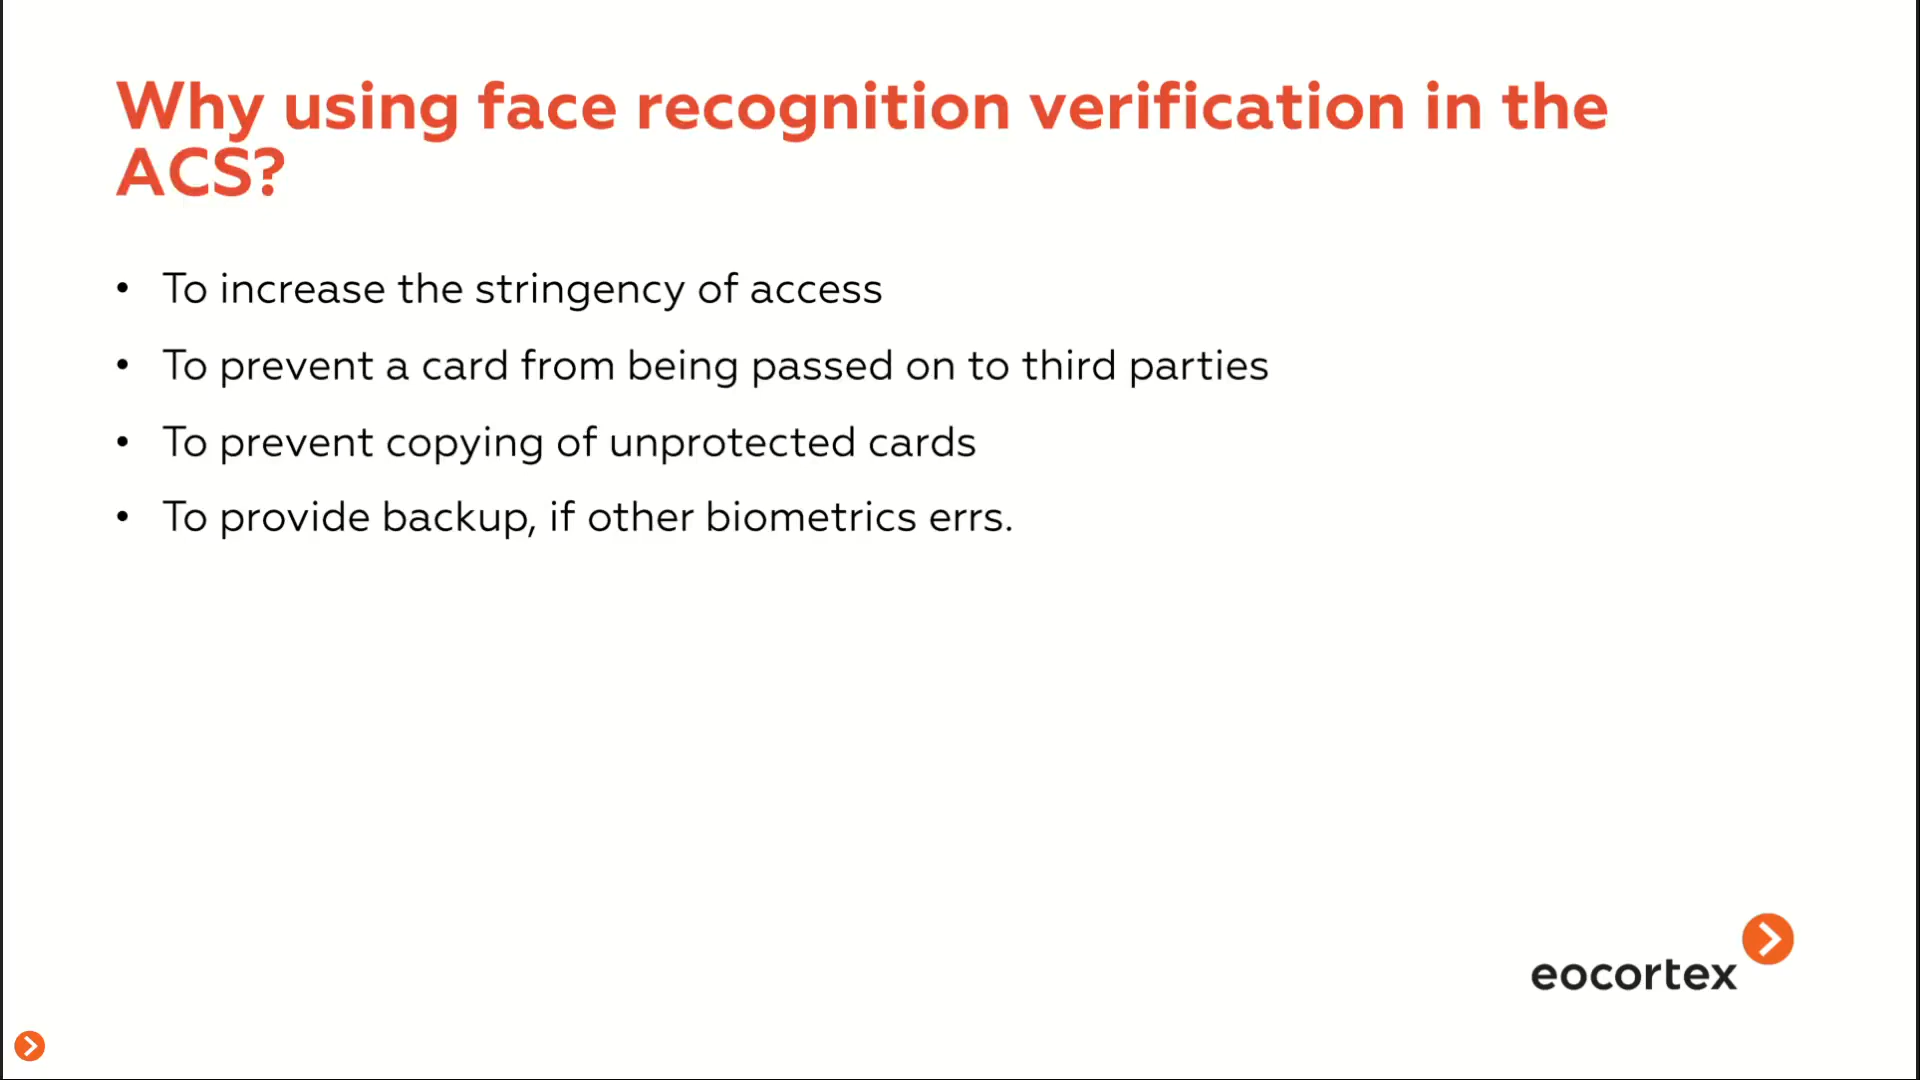 Why using face recognition verification in the
ACS?
• To increase the stringency of access
• To prevent a card from being passed on to third parties
• To prevent copying of unprotected cards
• To provide backup, if other biometrics errs.
eocortex